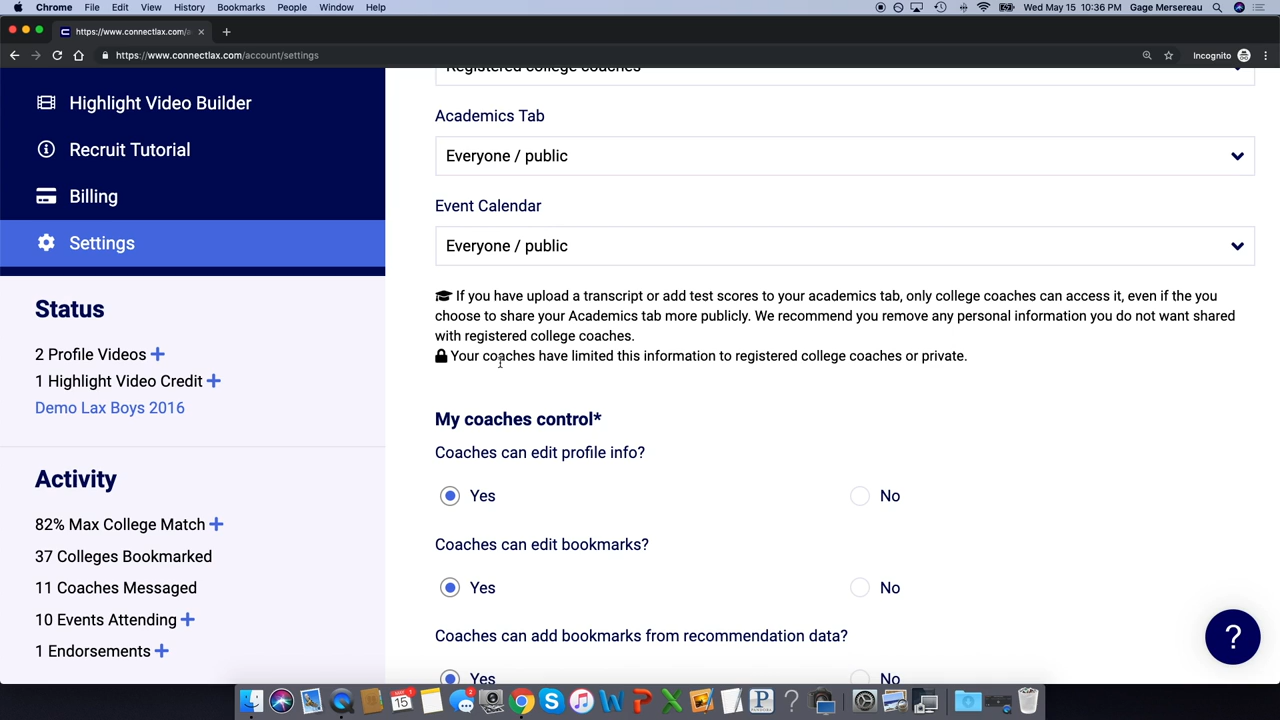 Chrome File Edit View History Bookmarks People Window Help Wed May 15 10:36 PM Gage Mersereau
https://www.connectlax.com/a
https://www.connectlax.com/account/settings Incognito
Registered college coaches
Highlight Video Builder
Recruit Tutorial
Billing
Settings
Status
2 Profile Videos
1 Highlight Video Credit
Demo Lax Boys 2016
Activity
82% Max College Match
37 Colleges Bookmarked
11 Coaches Messaged
10 Events Attending
1 Endorsements
Academics Tab
Everyone / public
Event Calendar
Everyone / public
If you have upload a transcript or add test scores to your academics tab, only college coaches can access it, even if the you
choose to share your Academics tab more publicly. We recommend you remove any personal information you do not want shared
with registered college coaches.
Your coaches have limited this information to registered college coaches or private.
My coaches control*
Coaches can edit profile info?
Yes No
Coaches can edit bookmarks?
Yes No
Coaches can add bookmarks from recommendation data?
Yes No
?